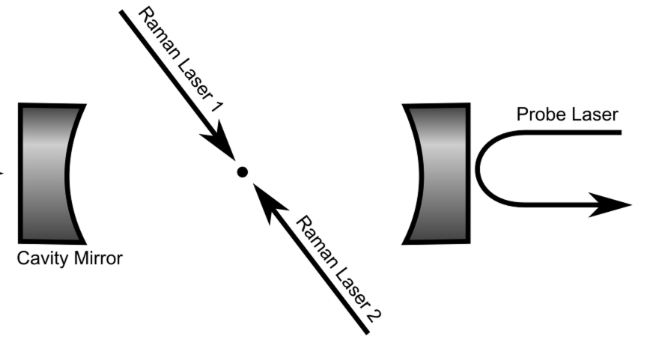 Raman Laser 1
Probe Laser
Raman Laser 2
Cavity Mirror